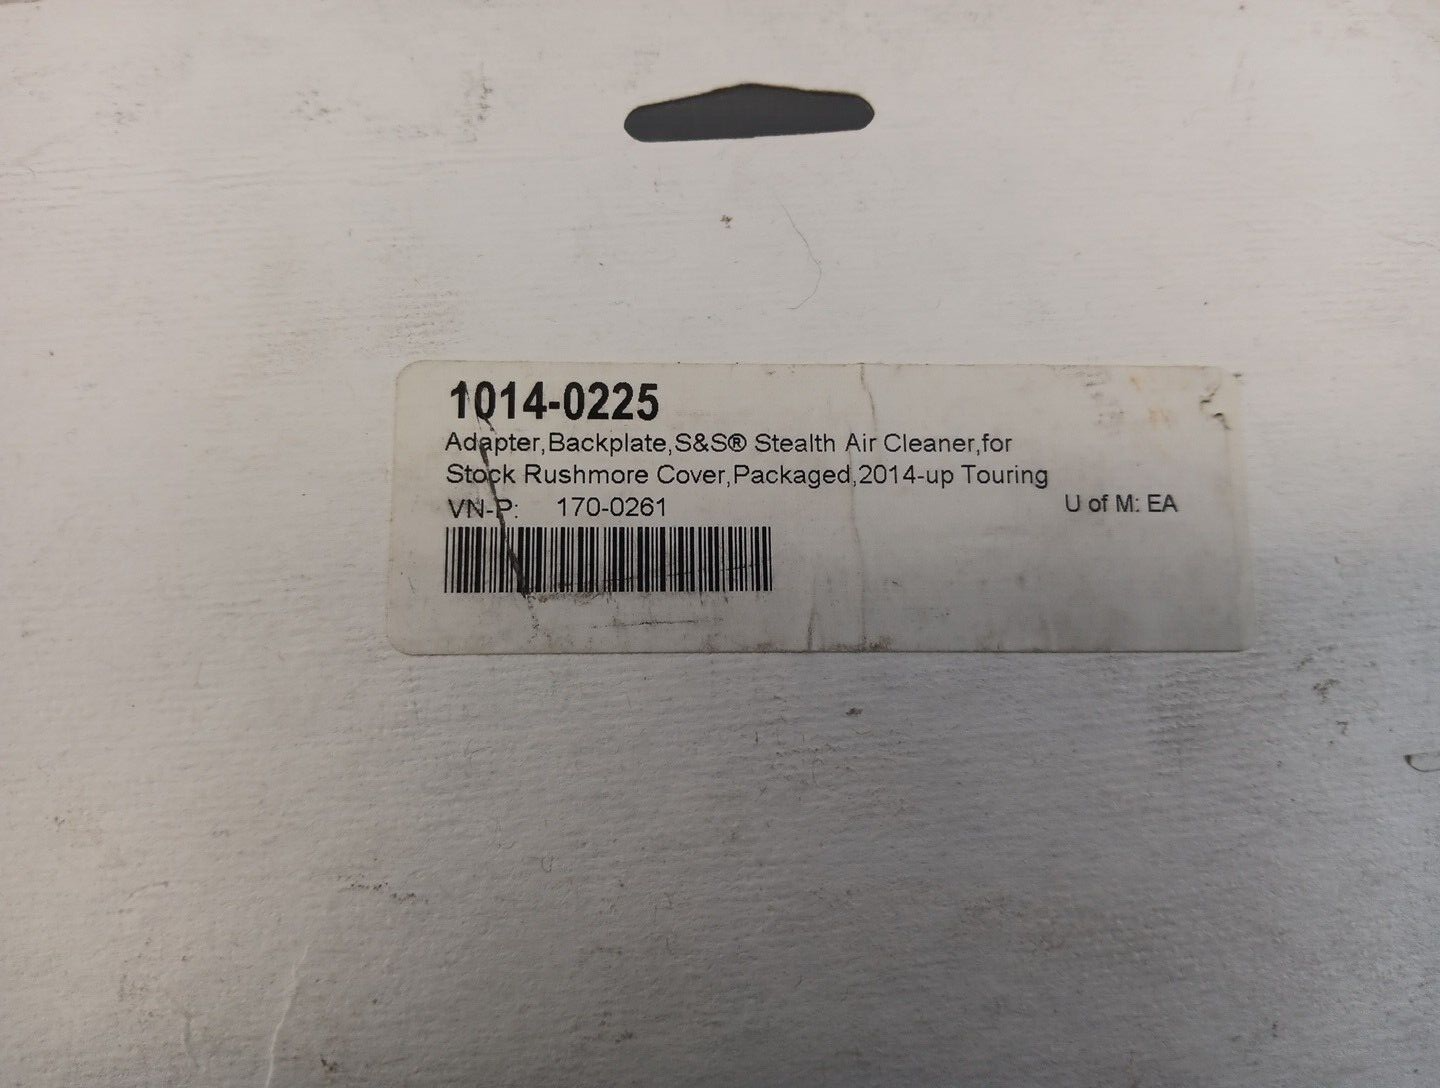 1014-0225
Adapter,Backplate,S&S® Stealth Air Cleaner,for
Stock Rushmore Cover,Packaged,2014-up Touring
VN-P: 170-0261 U of M: EA